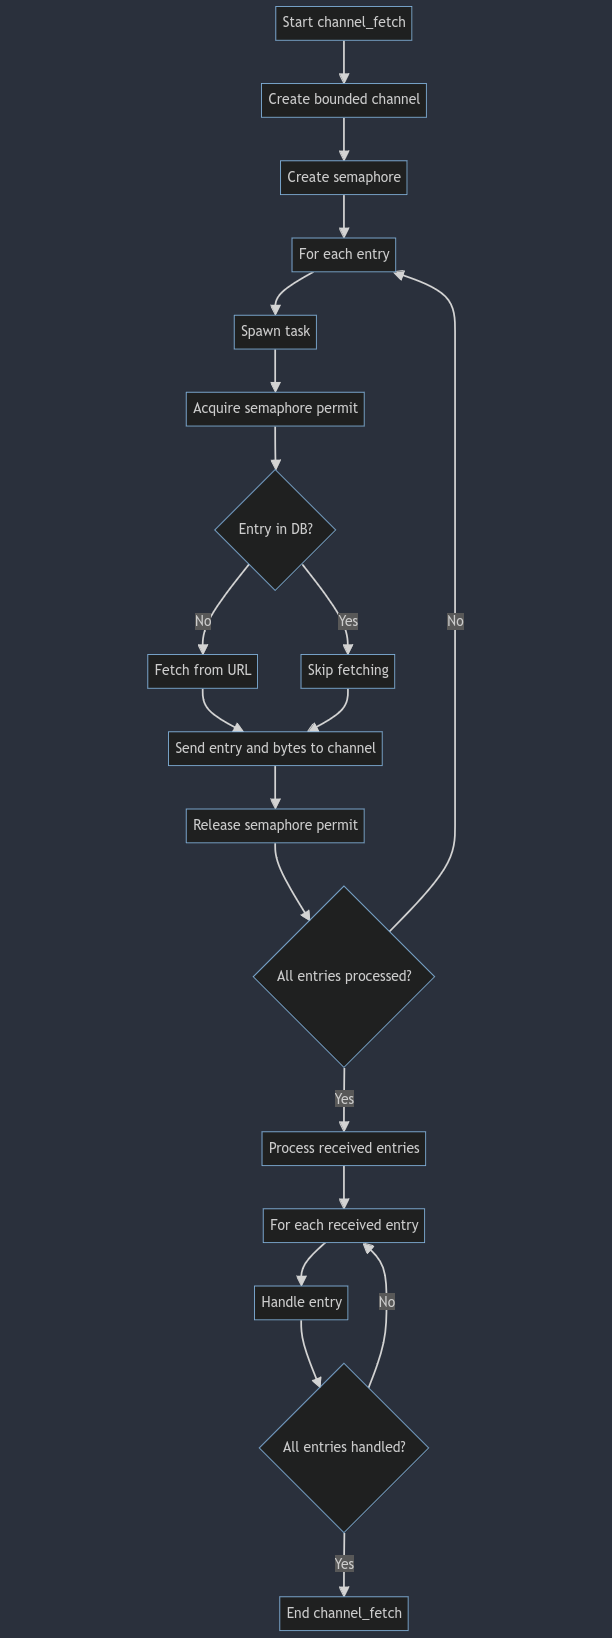 Start channel_fetch
Create bounded channel
Create semaphore
For each entry
Spawn task
Acquire semaphore permit
Entry in DB?
No
Yes
No
Fetch from URL
Skip fetching
Send entry and bytes to channel
Release semaphore permit
All entries processed?
Yes
Process received entries
For each received entry
Handle entry
No
All entries handled?
Yes
End channel_fetch